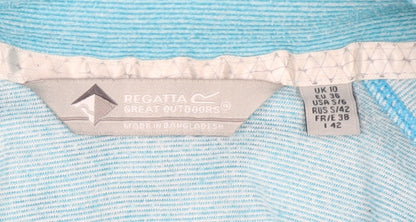 REGATTA
GREAT OUTDOORS
MADE IN BANGLADESH
UK 10
EU 36
USA S/6
RUS S/42
FR/E 38
I 42